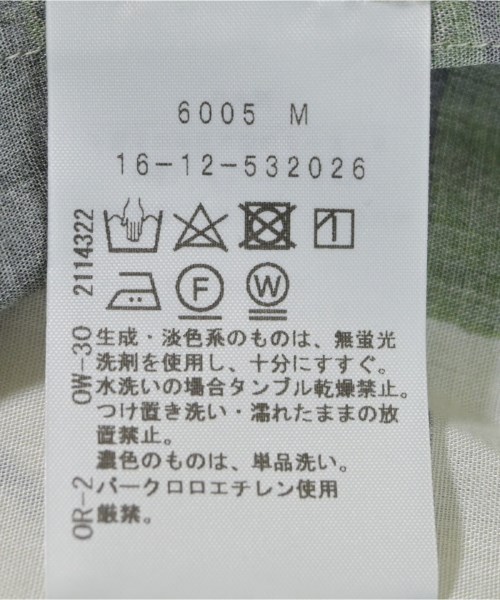 6005 M
16-12-532026
2114322
F
W
OW-30
生成・淡色系のものは、無蛍光
洗剤を使用し、十分にすすぐ。
水洗いの場合タンブル乾燥禁止。
つけ置き洗い・濡れたままの放
置禁止。
濃色のものは、単品洗い。
OR-2
パークロロエチレン使用
厳禁。